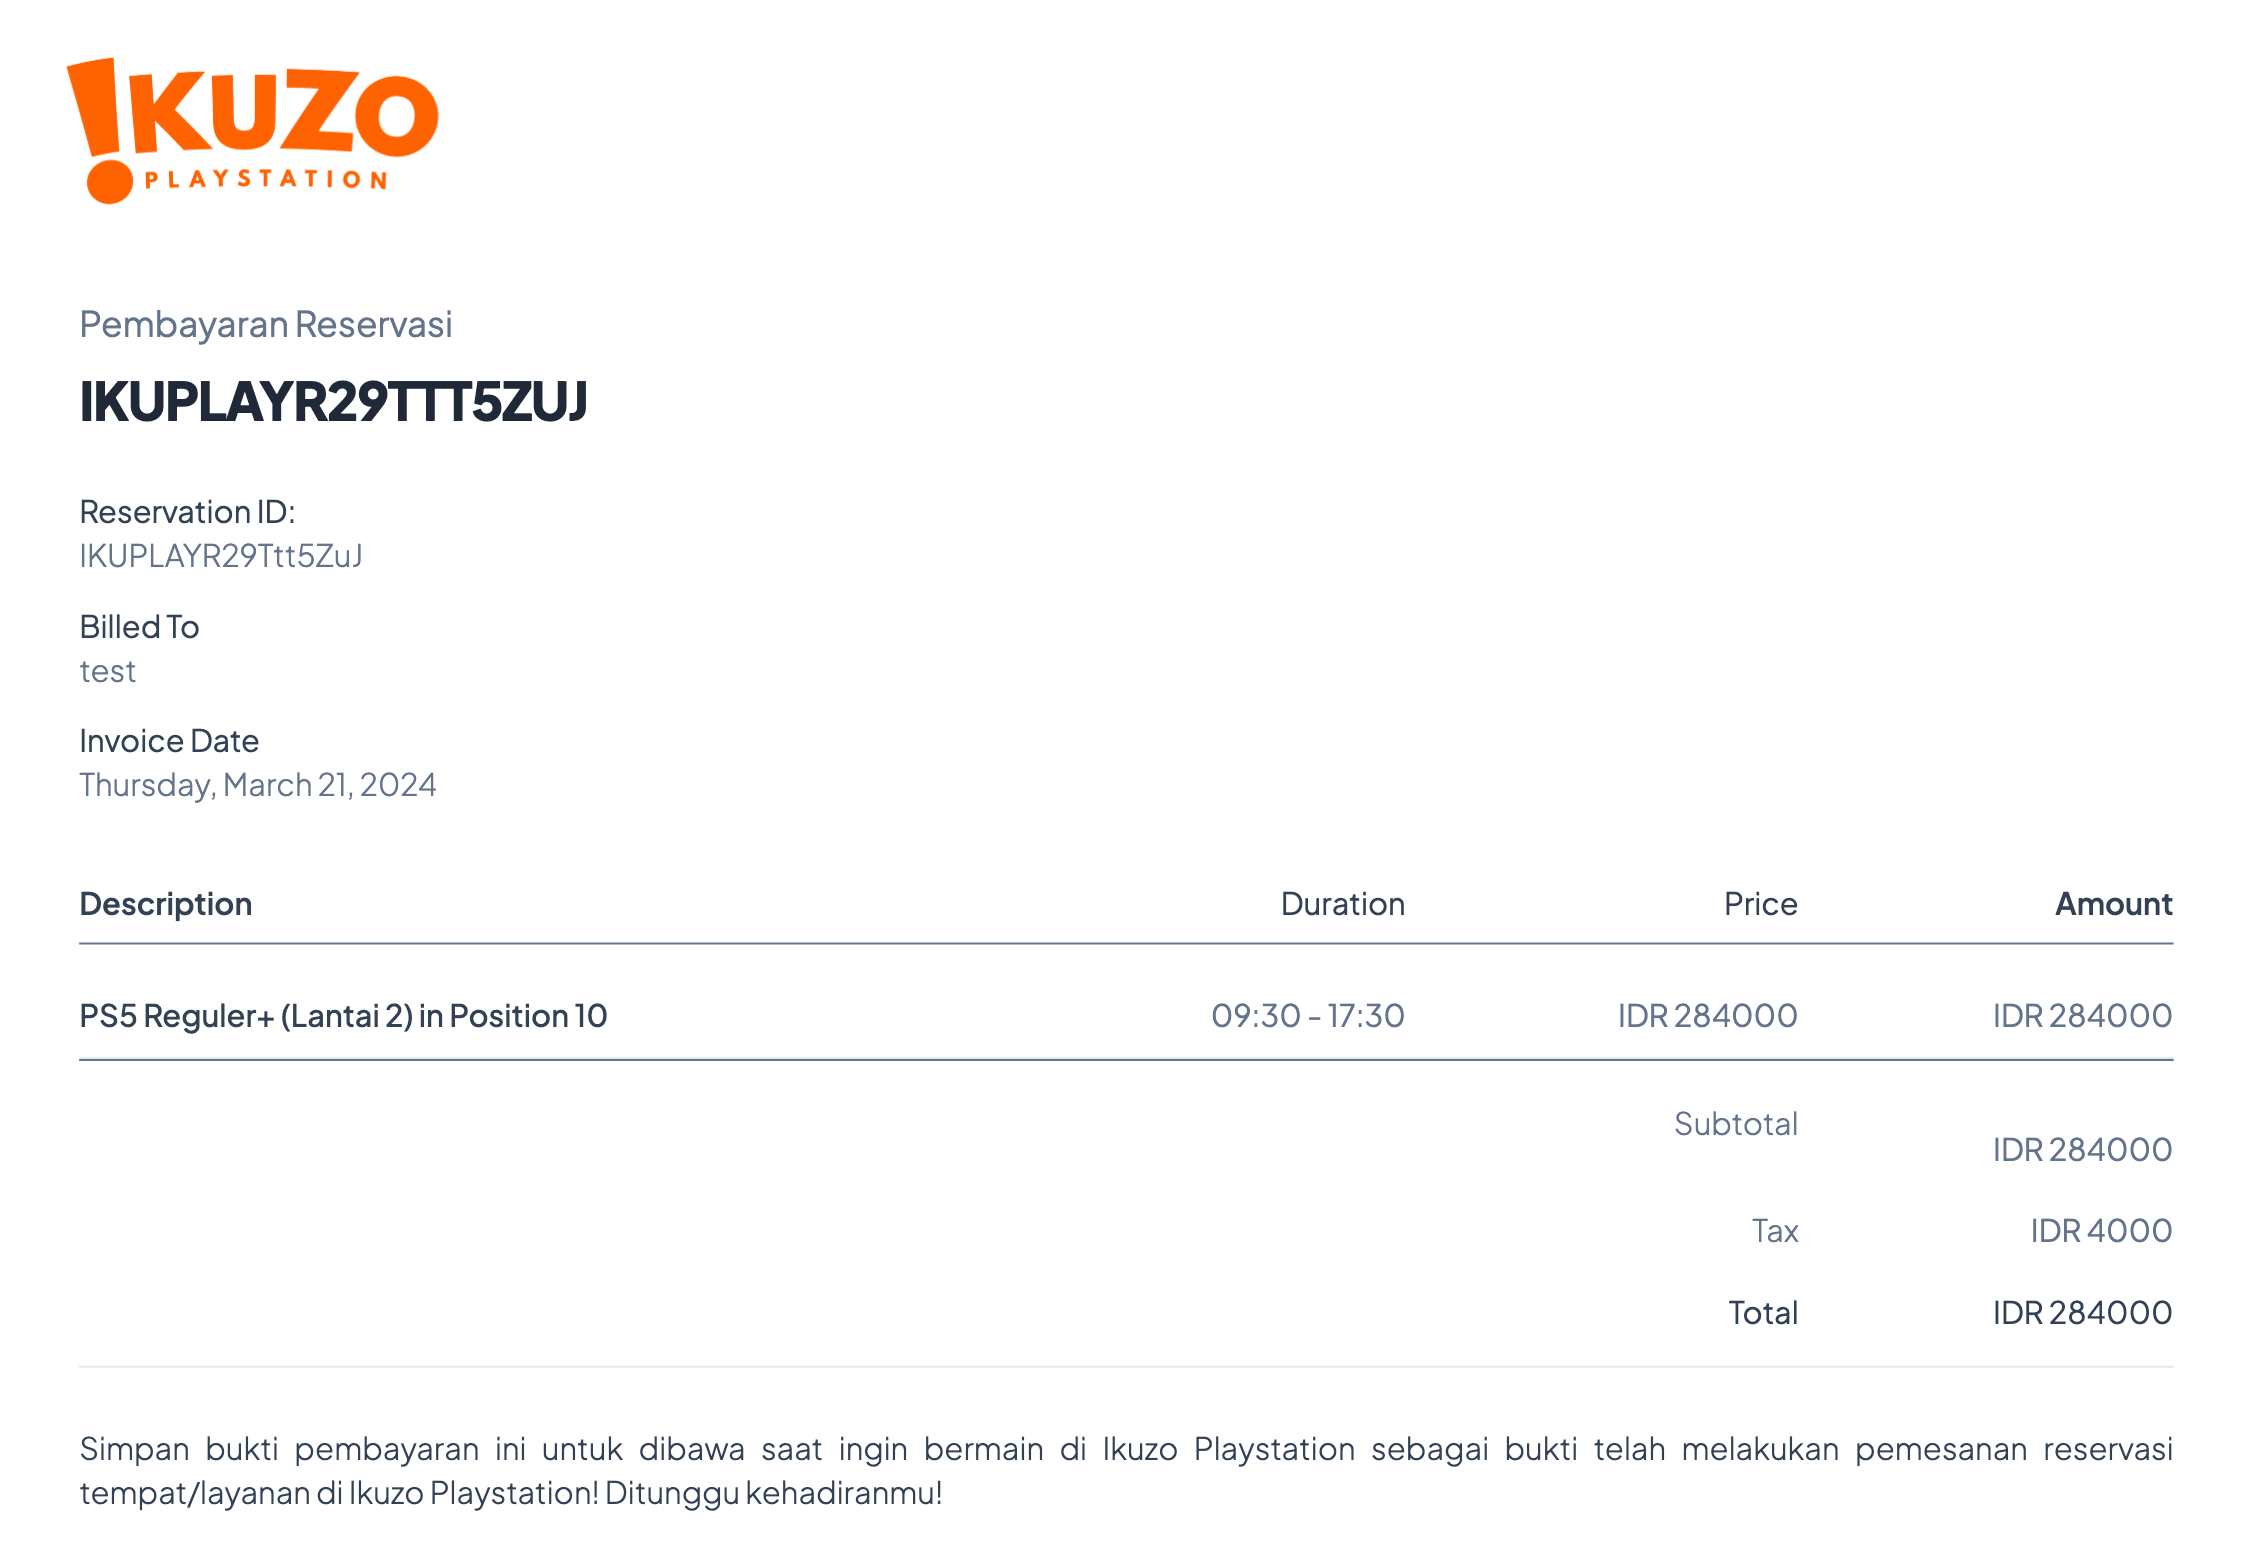 !KUZO
PLAYSTATION
Pembayaran Reservasi
IKUPLAYR29TTT5ZUJ
Reservation ID:
IKUPLAYR29Ttt5ZuJ
Billed To
test
Invoice Date
Thursday, March 21, 2024
Description Duration Price Amount
PS5 Reguler+ (Lantai 2) in Position 10 09:30 - 17:30 IDR 284000 IDR 284000
Subtotal IDR 284000
Tax IDR 4000
Total IDR 284000
Simpan bukti pembayaran ini untuk dibawa saat ingin bermain di Ikuzo Playstation sebagai bukti telah melakukan pemesanan reservasi
tempat/layanan di Ikuzo Playstation! Ditunggu kehadiranmu!